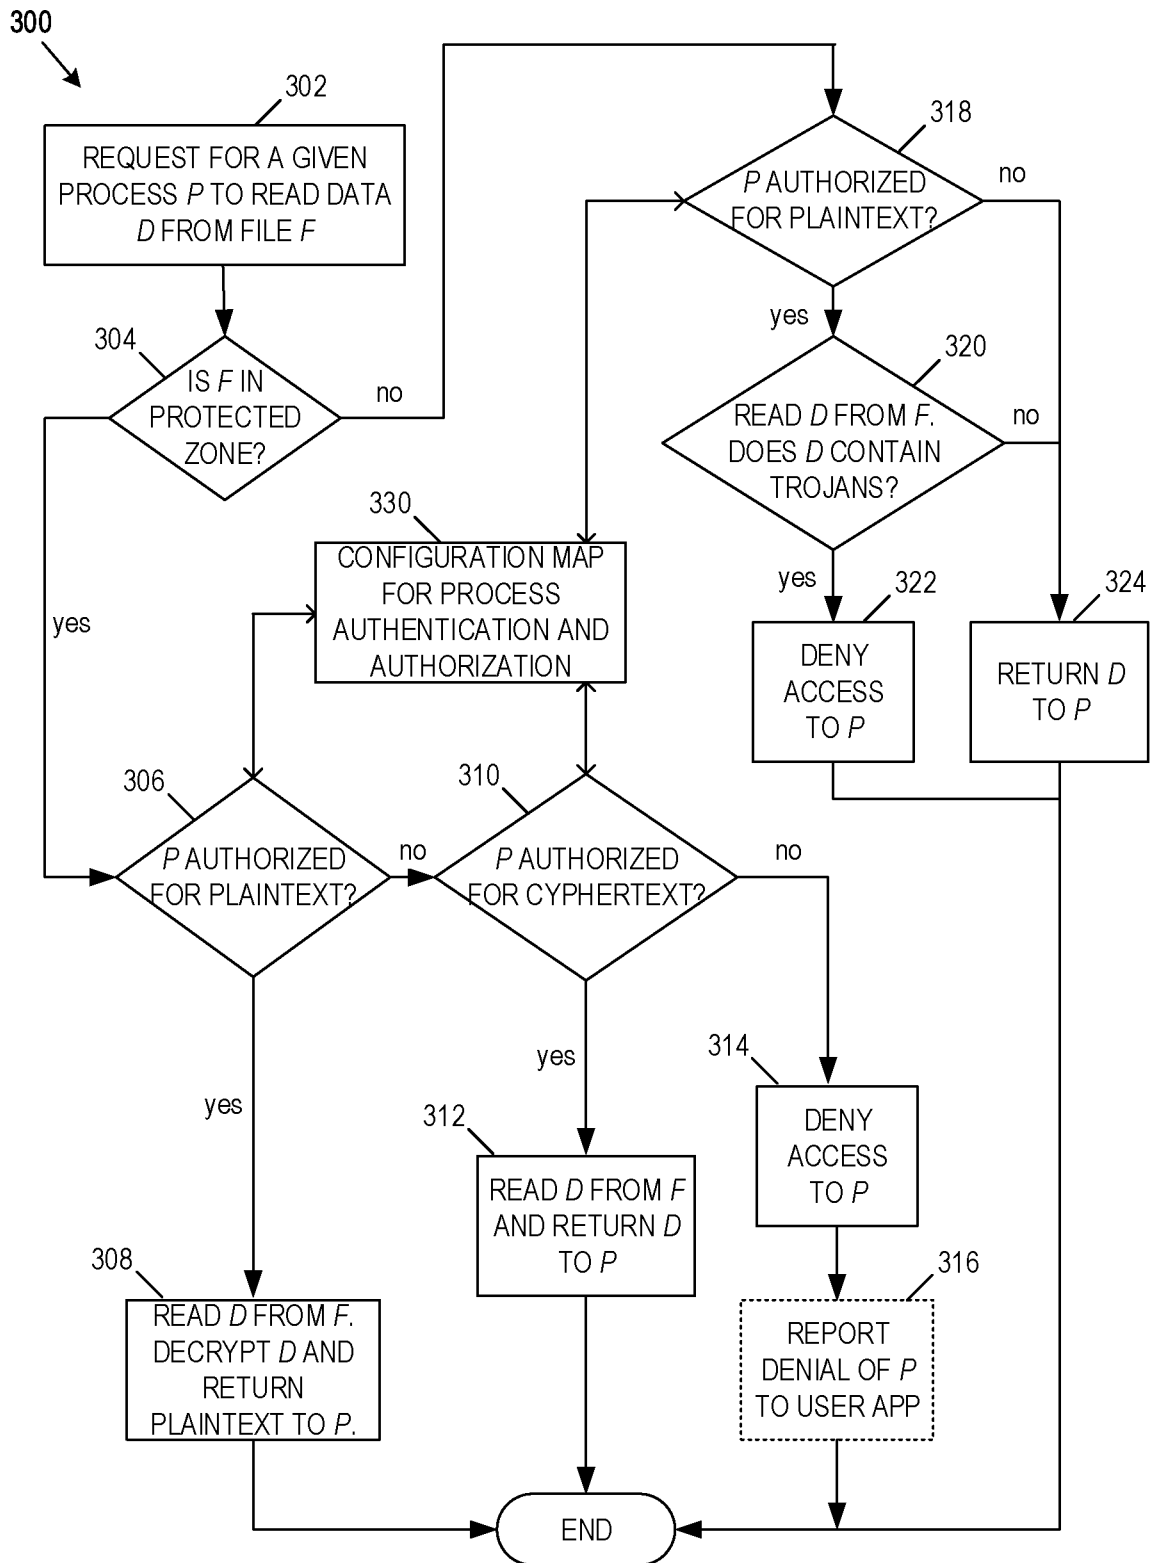 300
302
REQUEST FOR A GIVEN
PROCESS P TO READ DATA
D FROM FILE F
304
IS F IN
PROTECTED
ZONE?
no
yes
318
P AUTHORIZED
FOR PLAINTEXT?
no
yes
320
READ D FROM F.
DOES D CONTAIN
TROJANS?
no
yes
322
DENY
ACCESS
TO P
324
RETURN D
TO P
330
CONFIGURATION MAP
FOR PROCESS
AUTHENTICATION AND
AUTHORIZATION
306
P AUTHORIZED
FOR PLAINTEXT?
no
yes
310
P AUTHORIZED
FOR CYPHERTEXT?
no
yes
308
READ D FROM F.
DECRYPT D AND
RETURN
PLAINTEXT TO P.
312
READ D FROM F
AND RETURN D
TO P
314
DENY
ACCESS
TO P
316
REPORT
DENIAL OF P
TO USER APP
END